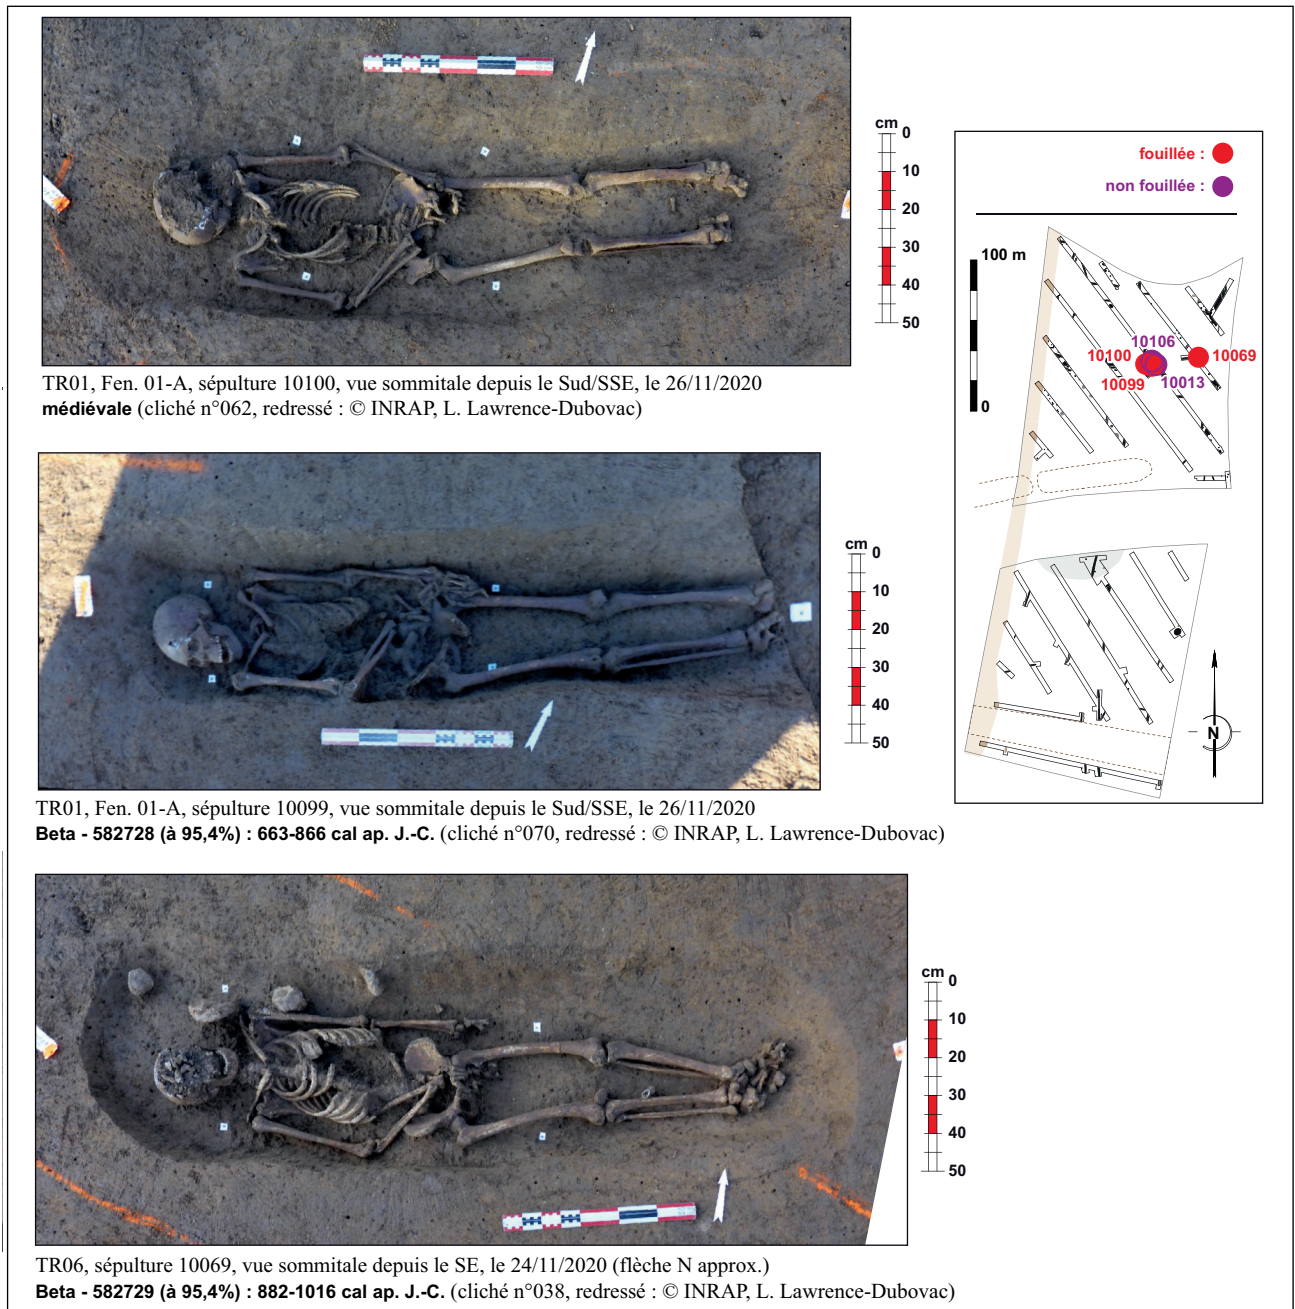 cm
0
10
20
30
40
50
TR01, Fen. 01-A, sépulture 10100, vue sommitale depuis le Sud/SSE, le 26/11/2020
médiévale (cliché n°062, redressé : © INRAP, L. Lawrence-Dubovac)
fouillée :
non fouillée :
100 m
0
10106
10100
10069
10099
10013
N
cm
0
10
20
30
40
50
TR01, Fen. 01-A, sépulture 10099, vue sommitale depuis le Sud/SSE, le 26/11/2020
Beta - 582728 (à 95,4%) : 663-866 cal ap. J.-C. (cliché n°070, redressé : © INRAP, L. Lawrence-Dubovac)
cm
0
10
20
30
40
50
TR06, sépulture 10069, vue sommitale depuis le SE, le 24/11/2020 (flèche N approx.)
Beta - 582729 (à 95,4%) : 882-1016 cal ap. J.-C. (cliché n°038, redressé : © INRAP, L. Lawrence-Dubovac)